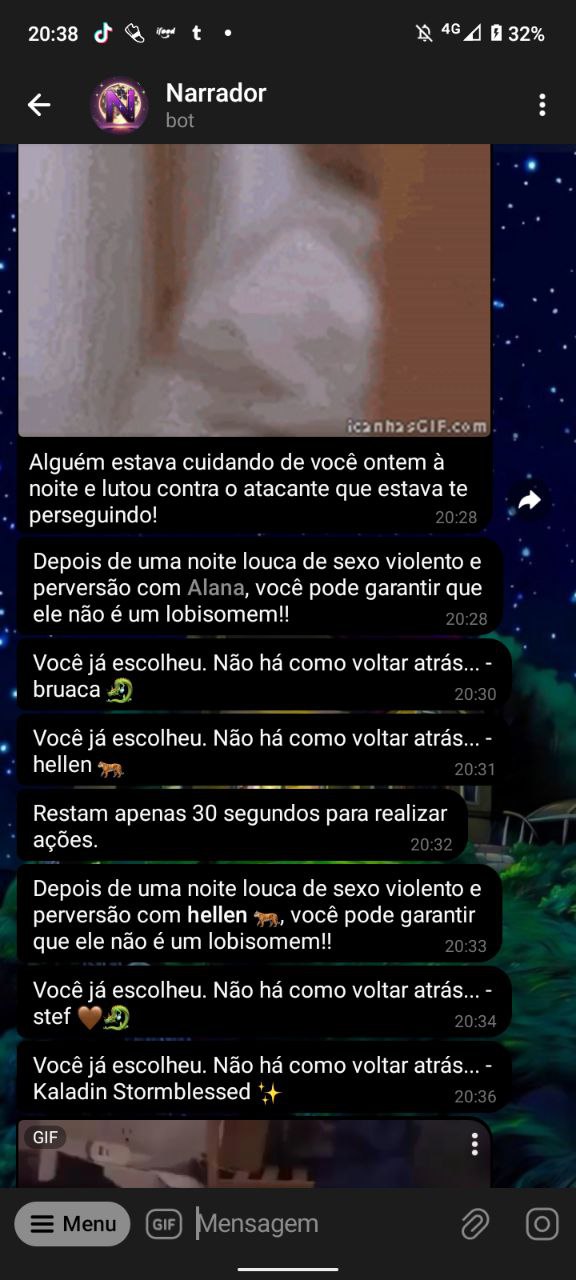 20:38
ifood
t
4G
32%
N
Narrador
bot
icanhasGIF.com
Alguém estava cuidando de você ontem à
noite e lutou contra o atacante que estava te
perseguindo!
20:28
Depois de uma noite louca de sexo violento e
perversão com Alana, você pode garantir que
ele não é um lobisomem!!
20:28
Você já escolheu. Não há como voltar atrás... -
bruaca 🐉
20:30
Você já escolheu. Não há como voltar atrás... -
hellen 🐅
20:31
Restam apenas 30 segundos para realizar
ações.
20:32
Depois de uma noite louca de sexo violento e
perversão com hellen 🐅, você pode garantir
que ele não é um lobisomem!!
20:33
Você já escolheu. Não há como voltar atrás... -
stef 🤎🐉
20:34
Você já escolheu. Não há como voltar atrás... -
Kaladin Stormblessed ✨
20:36
GIF
Menu
GIF
Mensagem